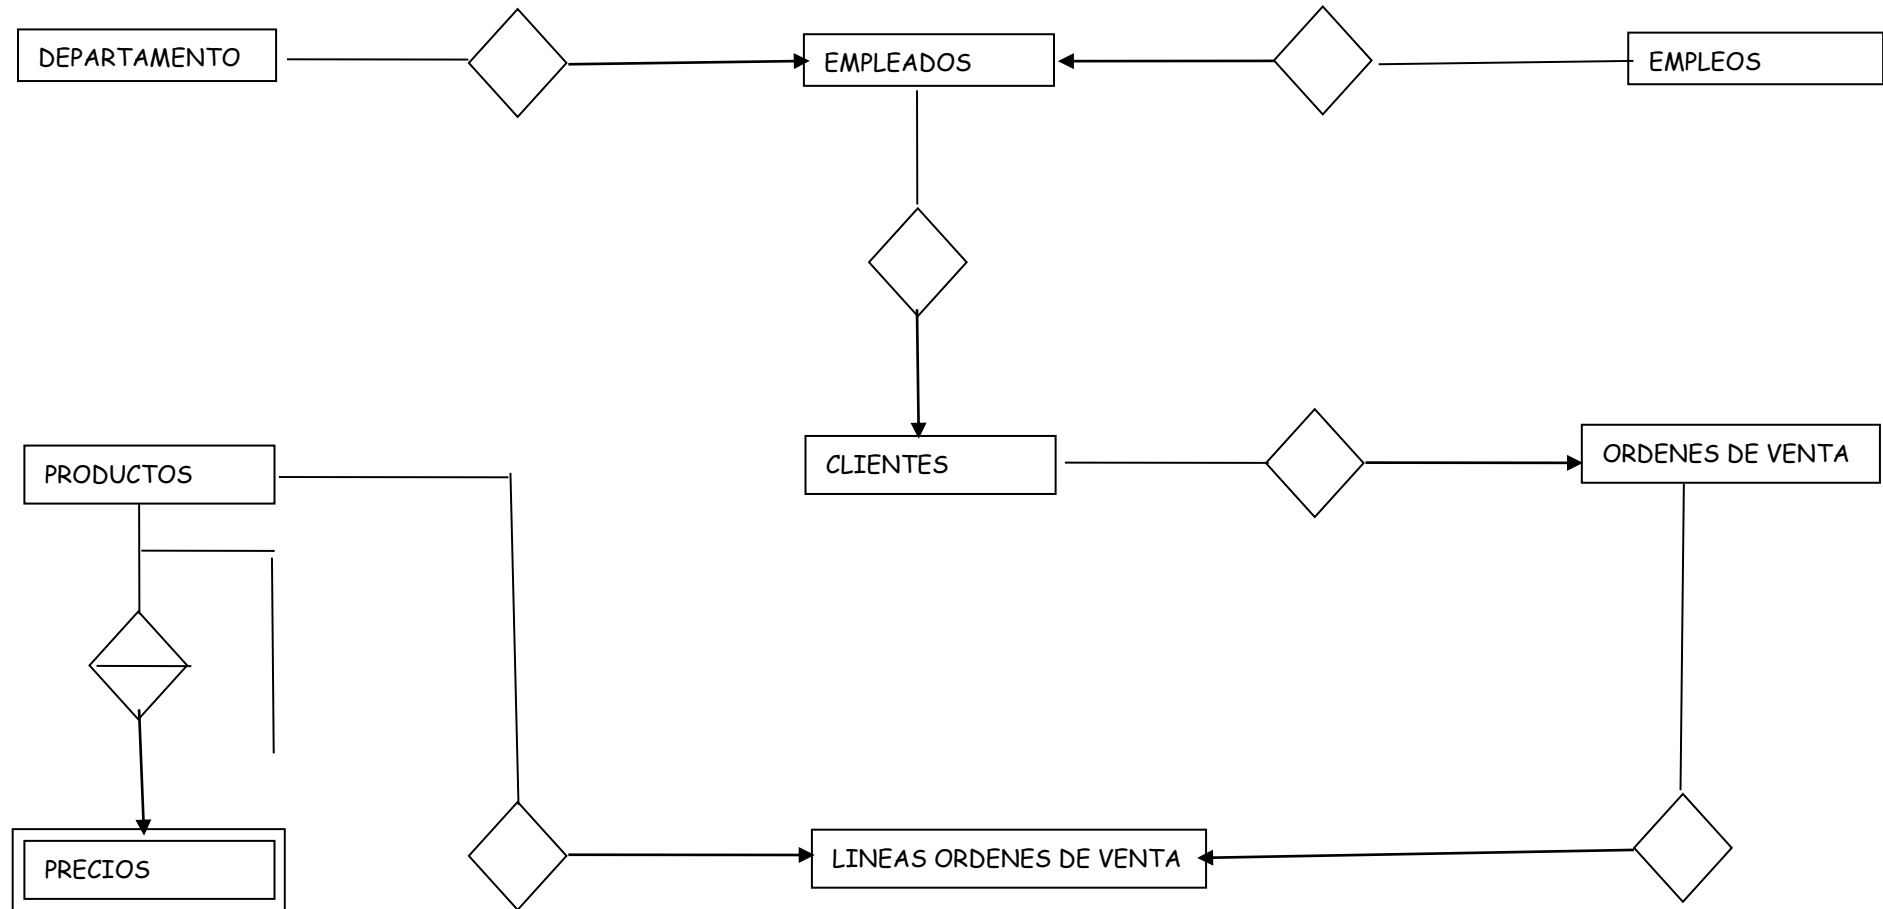 DEPARTAMENTO
EMPLEADOS
EMPLEOS
PRODUCTOS
CLIENTES
ORDENES DE VENTA
PRECIOS
LINEAS ORDENES DE VENTA